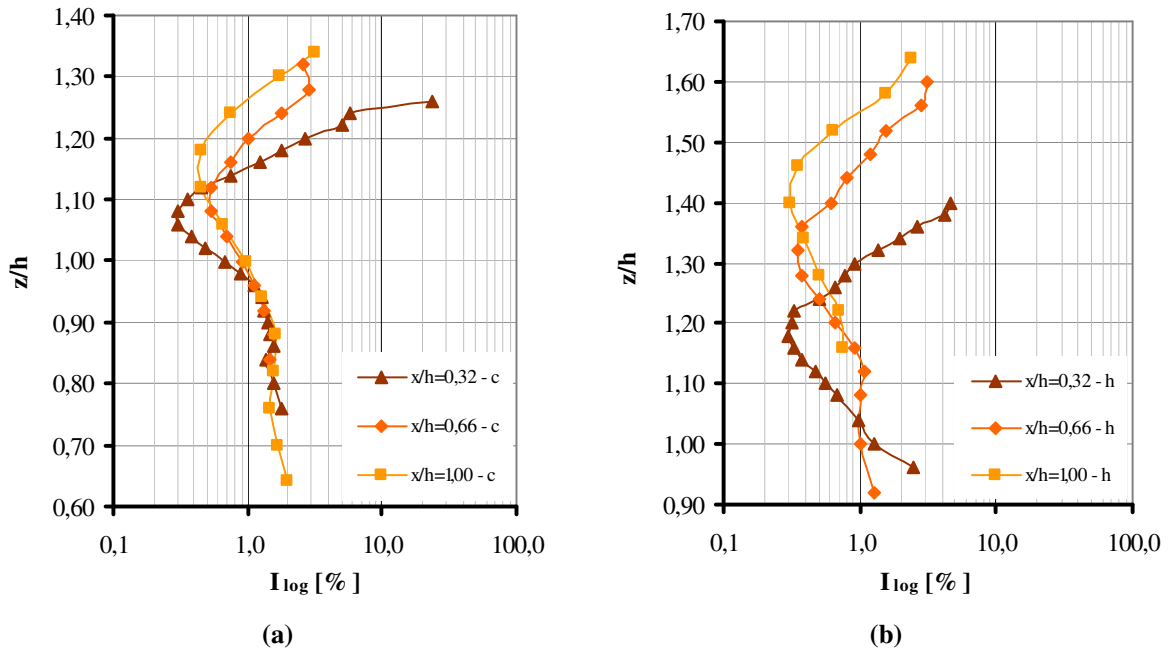 1,40
1,30
1,20
1,10
1,00
0,90
0,80
0,70
0,60
z/h
x/h=0,32 - c
x/h=0,66 - c
x/h=1,00 - c
0,1
1,0
10,0
100,0
I log [% ]
(a)
1,70
1,60
1,50
1,40
1,30
1,20
1,10
1,00
0,90
z/h
x/h=0,32 - h
x/h=0,66 - h
x/h=1,00 - h
0,1
1,0
10,0
100,0
I log [% ]
(b)